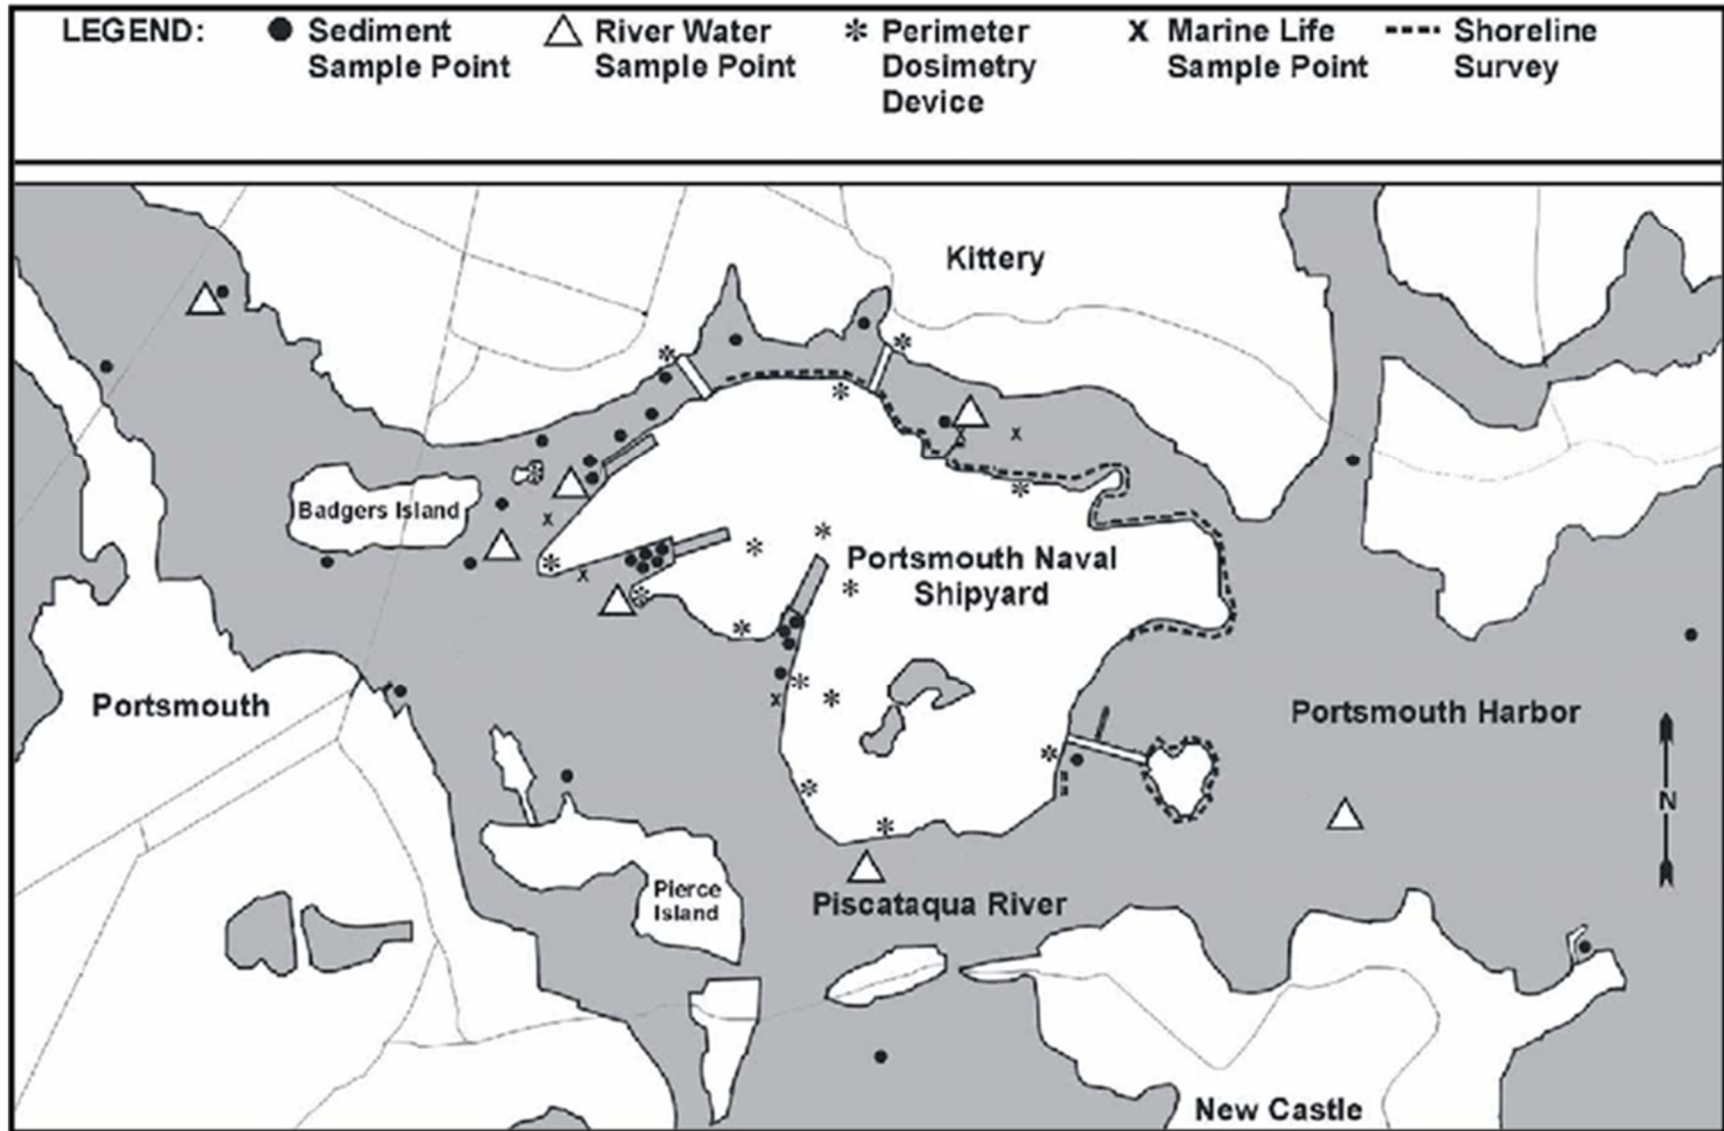 LEGEND:
Sediment
Sample Point
River Water
Sample Point
Perimeter
Dosimetry
Device
x Marine Life
Sample Point
Shoreline
Survey
Kittery
Badgers Island
Portsmouth Naval
Shipyard
Portsmouth
Portsmouth Harbor
N
Pierce
Island
Piscataqua River
New Castle